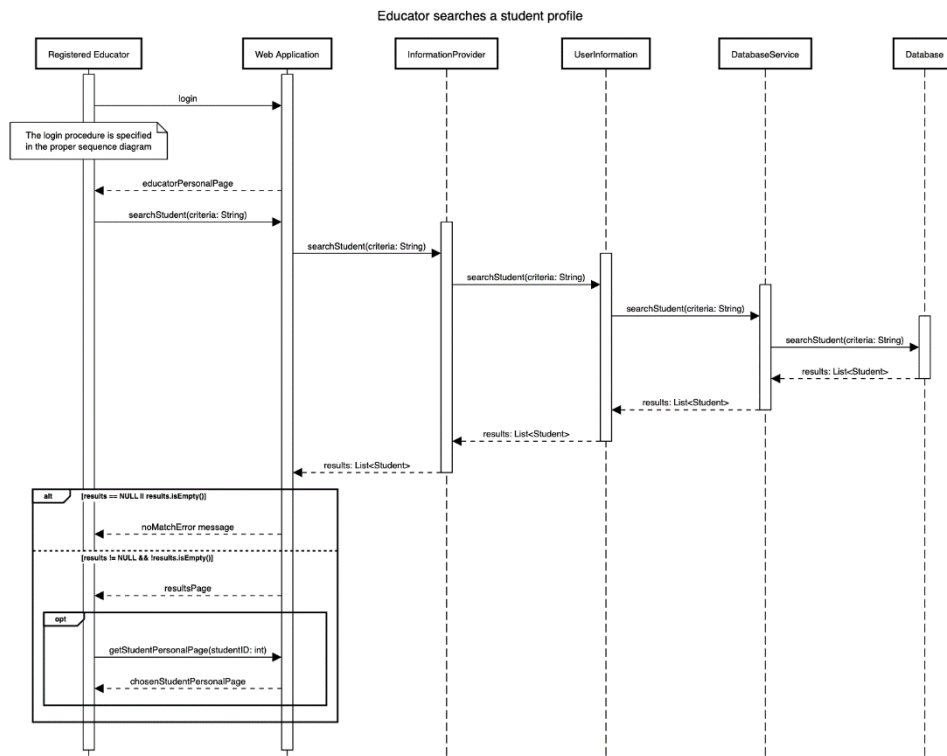 Educator searches a student profile
Registered Educator
Web Application
InformationProvider
UserInformation
DatabaseService
Database
login
The login procedure is specified
in the proper sequence diagram
educatorPersonalPage
searchStudent(criteria: String)
searchStudent(criteria: String)
searchStudent(criteria: String)
searchStudent(criteria: String)
searchStudent(criteria: String)
results: List<Student>
results: List<Student>
results: List<Student>
results: List<Student>
alt
[results == NULL || results.isEmpty()]
noMatchError message
[results != NULL && !results.isEmpty()]
resultsPage
opt
getStudentPersonalPage(studentID: int)
chosenStudentPersonalPage